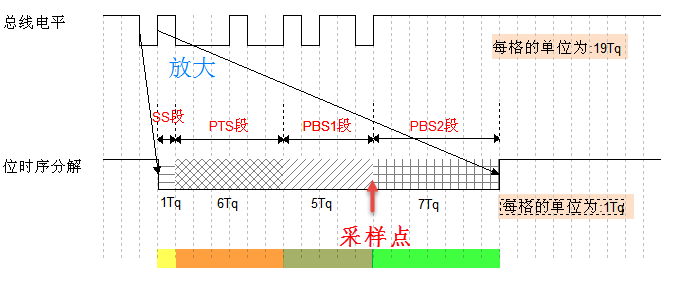 总线电平
每格的单位为:19Tq
放大
SS段
PTS段
PBS1段
PBS2段
位时序分解
1Tq
6Tq
5Tq
7Tq
每格的单位为:1Tq
采样点